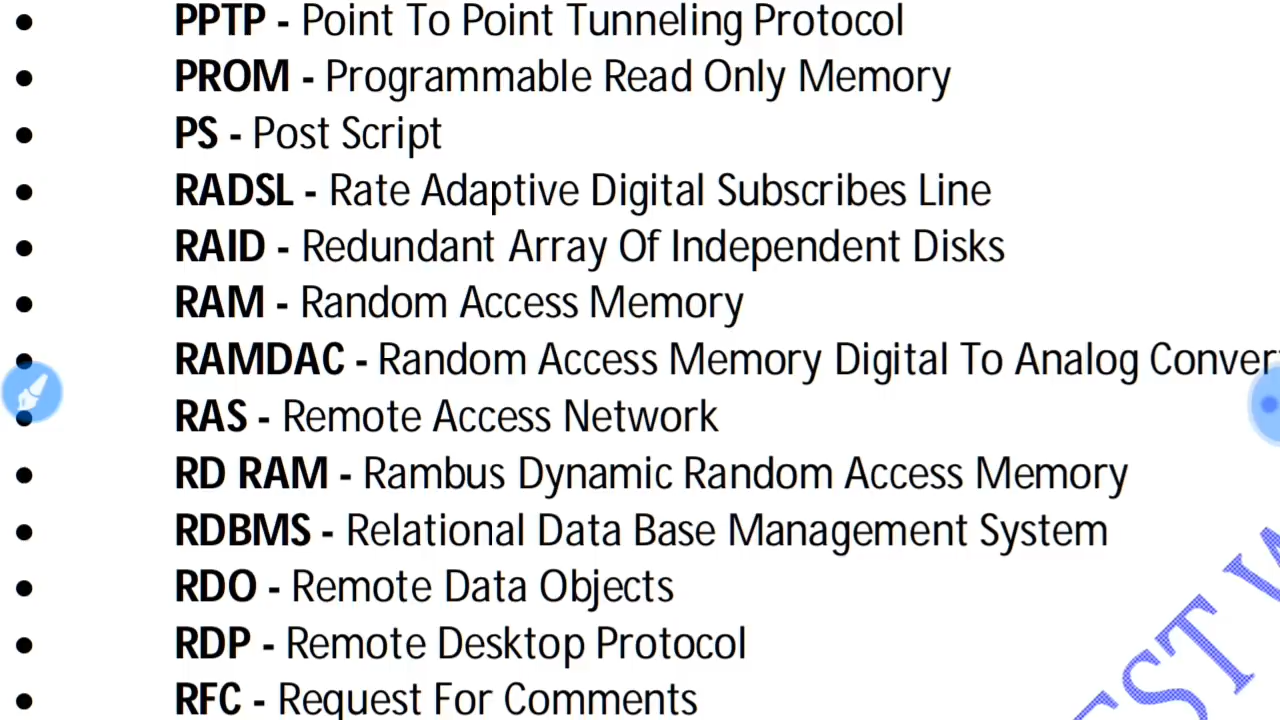 • PPTP - Point To Point Tunneling Protocol
• PROM - Programmable Read Only Memory
• PS - Post Script
• RADSL - Rate Adaptive Digital Subscribes Line
• RAID - Redundant Array Of Independent Disks
• RAM - Random Access Memory
• RAMDAC - Random Access Memory Digital To Analog Conver
• RAS - Remote Access Network
• RD RAM - Rambus Dynamic Random Access Memory
• RDBMS - Relational Data Base Management System
• RDO - Remote Data Objects
• RDP - Remote Desktop Protocol
• RFC - Request For Comments
EST W